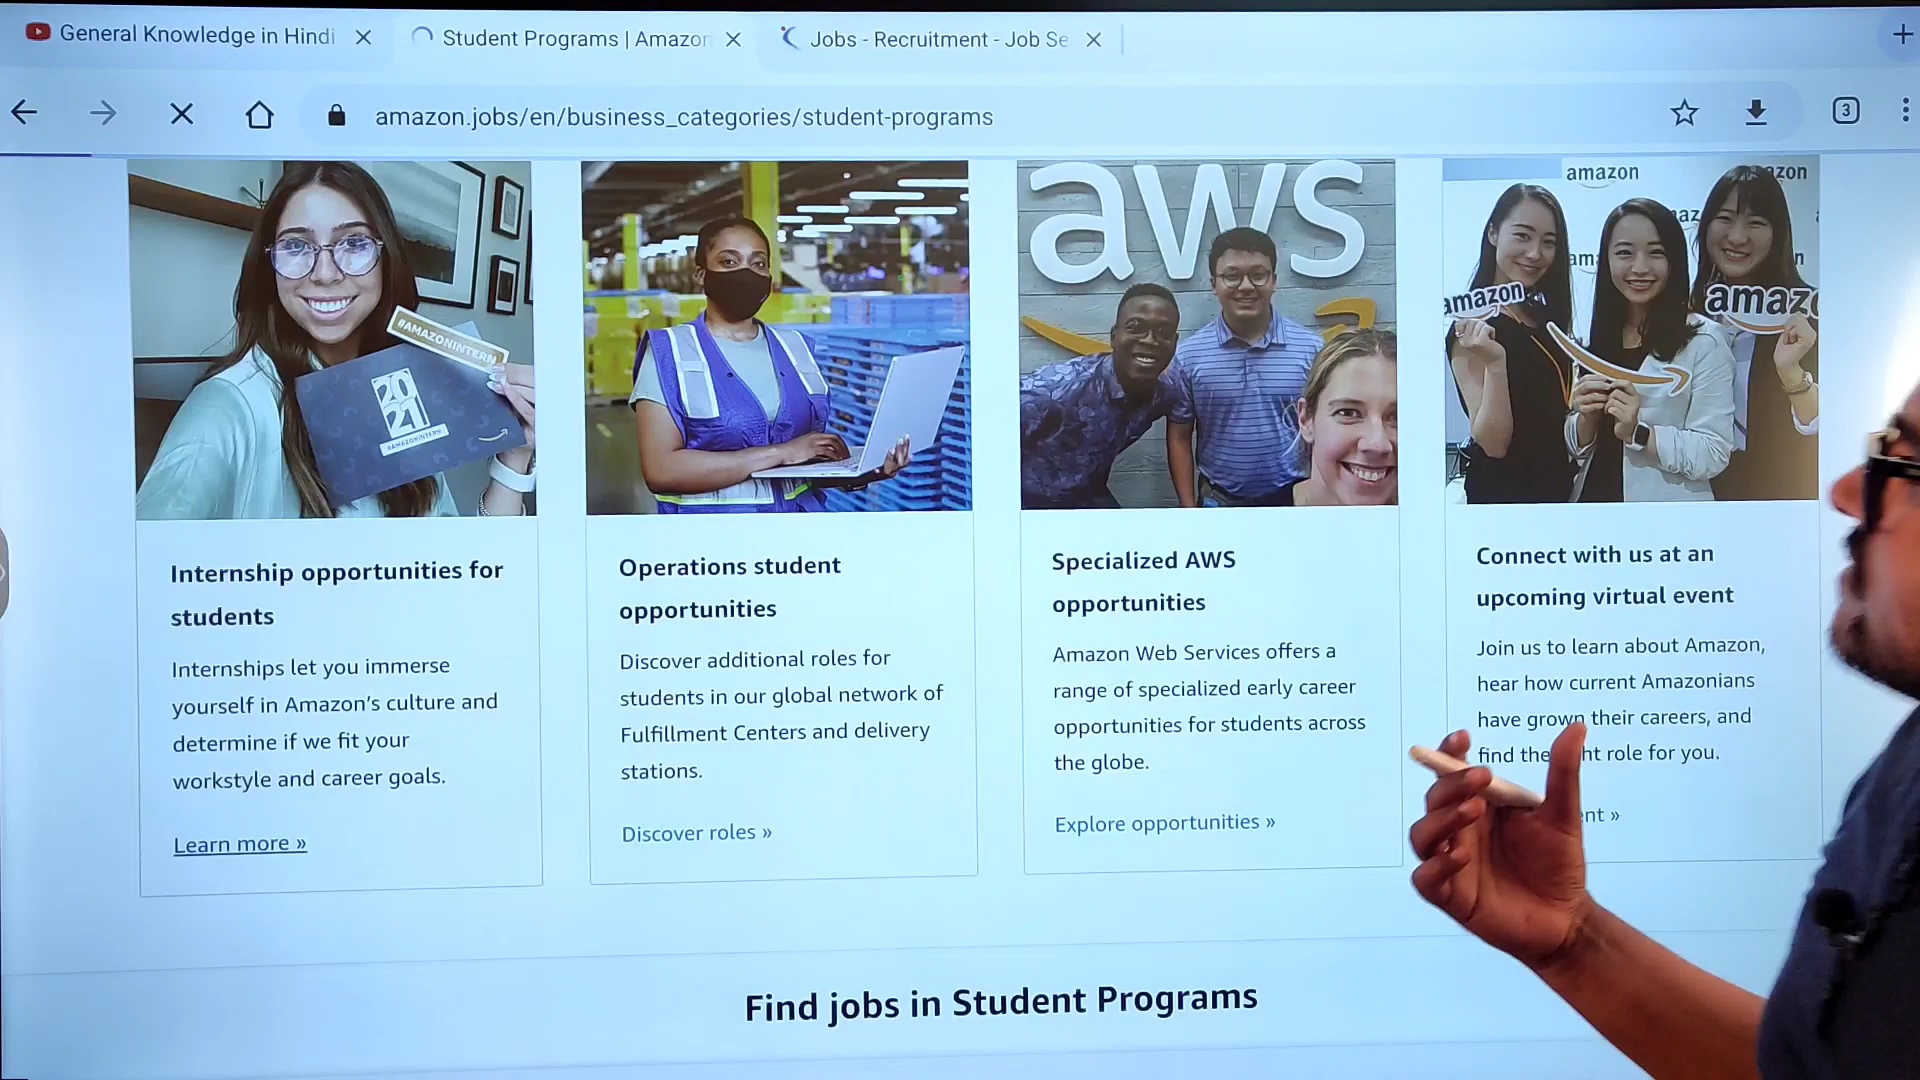 General Knowledge in Hindi
Student Programs | Amazon
Jobs - Recruitment - Job Se
amazon.jobs/en/business_categories/student-programs
3
#AMAZONINTERN
20
21
#AMAZONINTERN
aws
amazon
amazon
amazon
Internship opportunities for
students
Internships let you immerse
yourself in Amazon's culture and
determine if we fit your
workstyle and career goals.
Learn more »
Operations student
opportunities
Discover additional roles for
students in our global network of
Fulfillment Centers and delivery
stations.
Discover roles »
Specialized AWS
opportunities
Amazon Web Services offers a
range of specialized early career
opportunities for students across
the globe.
Explore opportunities »
Connect with us at an
upcoming virtual event
Join us to learn about Amazon,
hear how current Amazonians
have grown their careers, and
find the role for you.
Find jobs in Student Programs